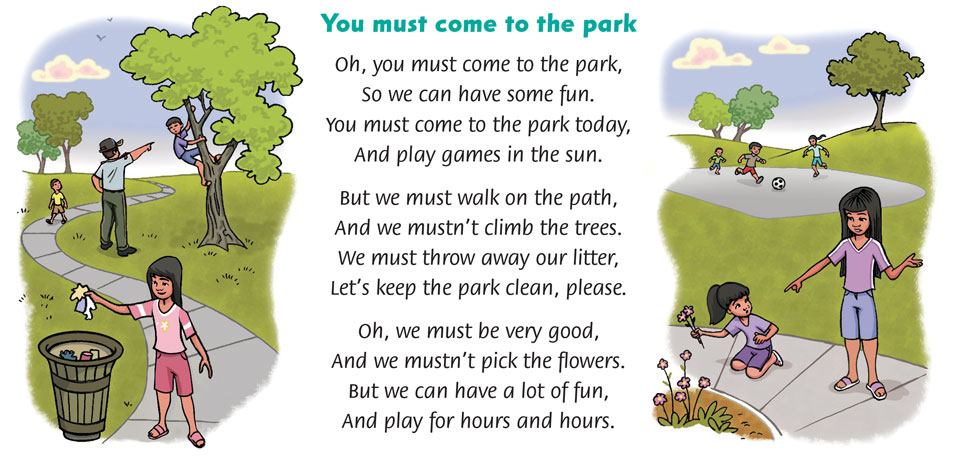 You must come to the park
Oh, you must come to the park,
So we can have some fun.
You must come to the park today,
And play games in the sun.
But we must walk on the path,
And we mustn’t climb the trees.
We must throw away our litter,
Let’s keep the park clean, please.
Oh, we must be very good,
And we mustn’t pick the flowers.
But we can have a lot of fun,
And play for hours and hours.